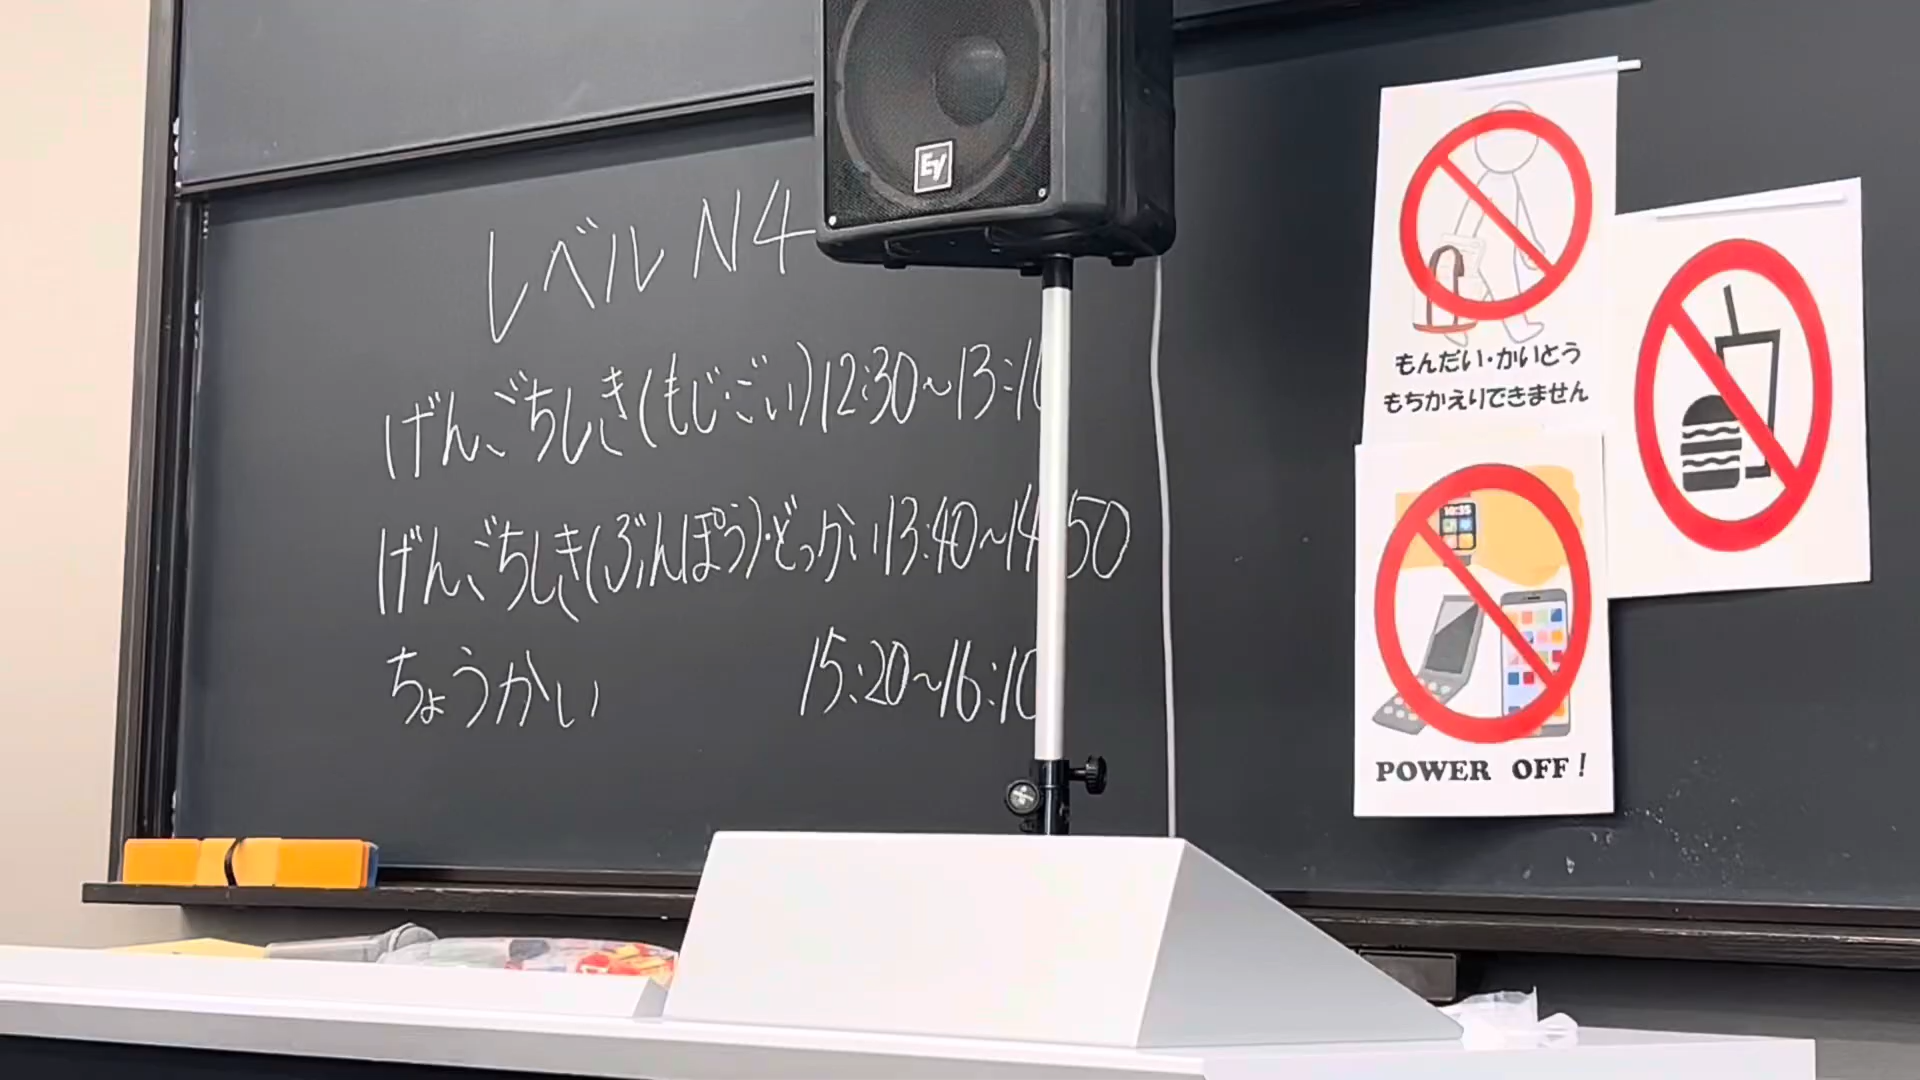 レベル N4
げんごちしき(もじ・ごい) 12:30~13:1
げんごちしき(ぶんぽう)・どっかい 13:40~14 50
ちょうかい 15:20~16:10
EV
もんだい・かいとう
もちかえりできません
10:35
POWER OFF!